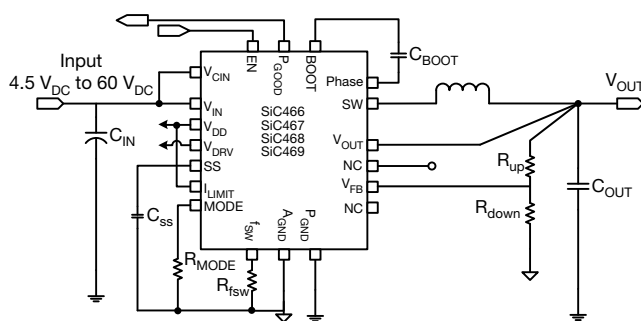 Input
4.5 VDC to 60 VDC
CIN
VCIN
VIN
VDD
VDRV
SS
ILIMIT
MODE
EN
PGOOD
BOOT
SiC466
SiC467
SiC468
SiC469
Phase
SW
VOUT
NC
VFB
NC
fSW
AGND
PGND
CBOOT
VOUT
Rup
Rdown
COUT
Css
RMODE
Rfsw